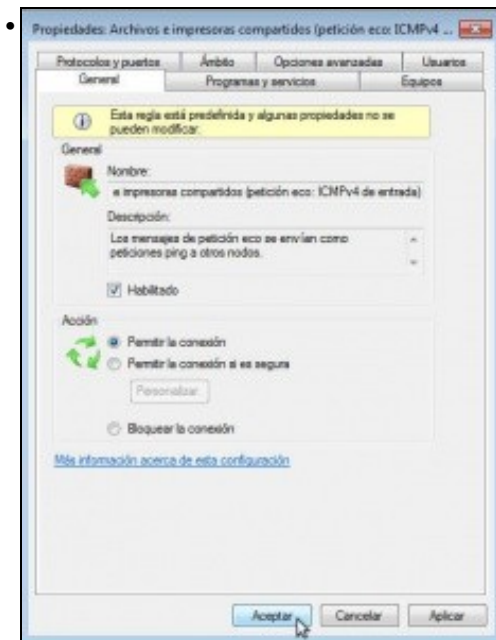 Propiedades: Archivos e impresoras compartidos (petición eco: ICMPv4 ...
Protocolos y puertos Ámbito Opciones avanzadas Usuarios
General Programas y servicios Equipos
Esta regla está predefinida y algunas propiedades no se
pueden modificar.
General
Nombre:
e impresoras compartidos (petición eco: ICMPv4 de entrada)
Descripción:
Los mensajes de petición eco se envían como
peticiones ping a otros nodos.
Habilitado
Acción
Permitir la conexión
Permitir la conexión si es segura
Personalizar...
Bloquear la conexión
Más información acerca de esta configuración
Aceptar Cancelar Aplicar